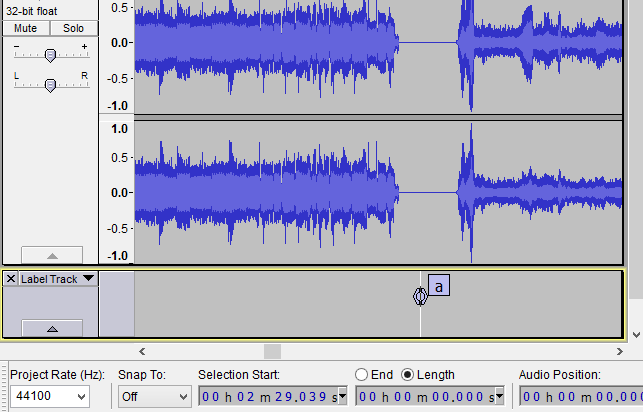 32-bit float
Mute Solo
- +
L R
0.5
0.0
-0.5
-1.0
1.0
0.5
0.0
-0.5
-1.0
Label Track
a
Project Rate (Hz): Snap To: Selection Start: End Length Audio Position:
44100 Off 00 h 02 m 29.039 s 00 h 00 m 00.000 s 00 h 00 m 00.000